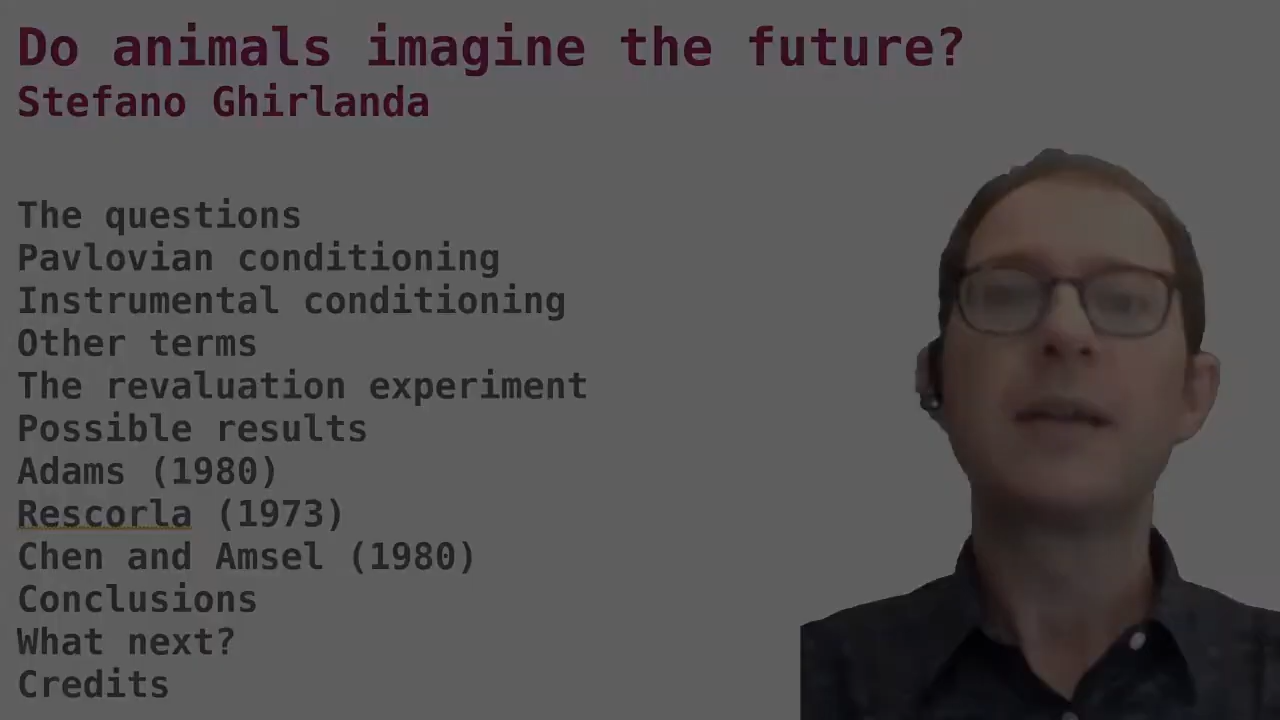 Do animals imagine the future?
Stefano Ghirlanda
The questions
Pavlovian conditioning
Instrumental conditioning
Other terms
The revaluation experiment
Possible results
Adams (1980)
Rescorla (1973)
Chen and Amsel (1980)
Conclusions
What next?
Credits